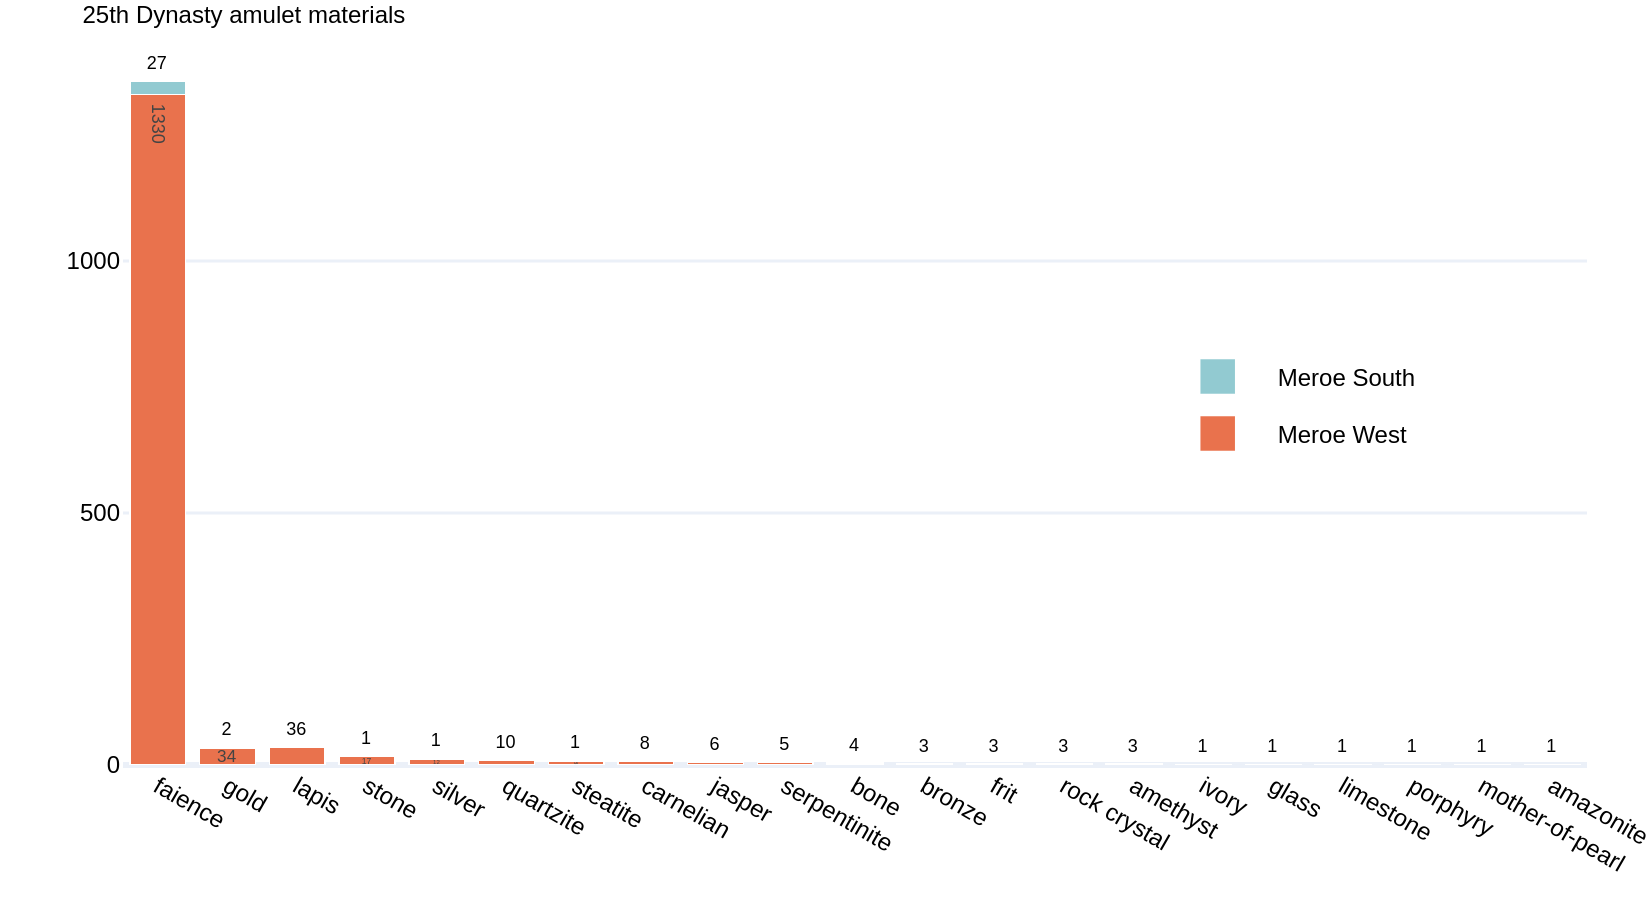 25th Dynasty amulet materials
27
1330
1000
500
0
Meroe South
Meroe West
2
34
36
1
17
1
12
10
1
8
6
5
4
3
3
3
3
1
1
1
1
1
1
faience
gold
lapis
stone
silver
quartzite
steatite
carnelian
jasper
serpentinite
bone
bronze
frit
rock crystal
amethyst
ivory
glass
limestone
porphyry
mother-of-pearl
amazonite